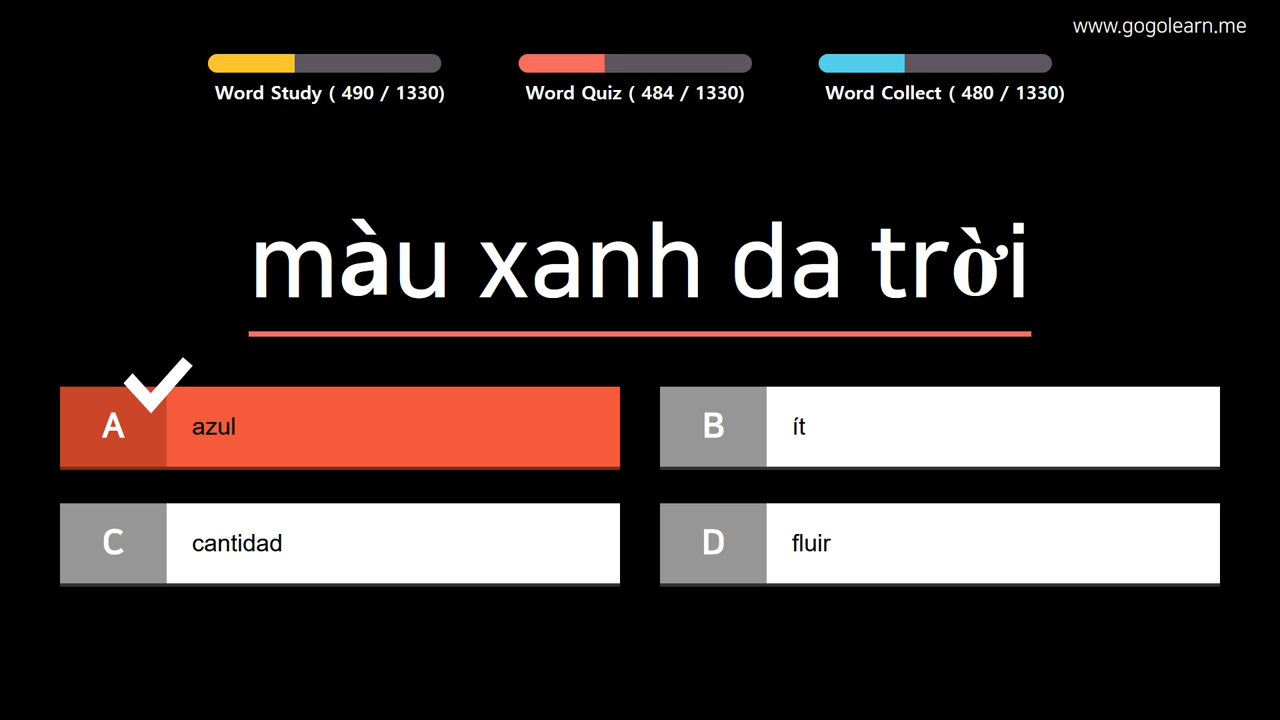 www.gogolearn.me
Word Study ( 490 / 1330)
Word Quiz ( 484 / 1330)
Word Collect ( 480 / 1330)
màu xanh da trời
A azul
B ít
C cantidad
D fluir